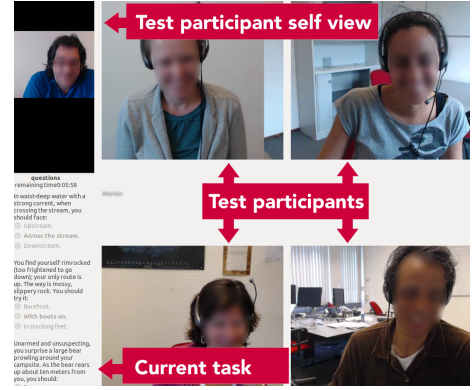 Test participant self view
questions
remaining time0:05:58
In waist-deep water with a
strong current, when
crossing the stream, you
should face:
Upstream.
Across the stream.
Downstream.
You find yourself rimrocked
(too frightened to go
down); your only route is
up. The way is mossy,
slippery rock. You should
try it:
Barefoot.
With boots on.
In stocking feet.
Unarmed and unsuspecting,
you surprise a large bear
prowling around your
campsite. As the bear rears
up about ten meters from
you, you should:
Test participants
Current task